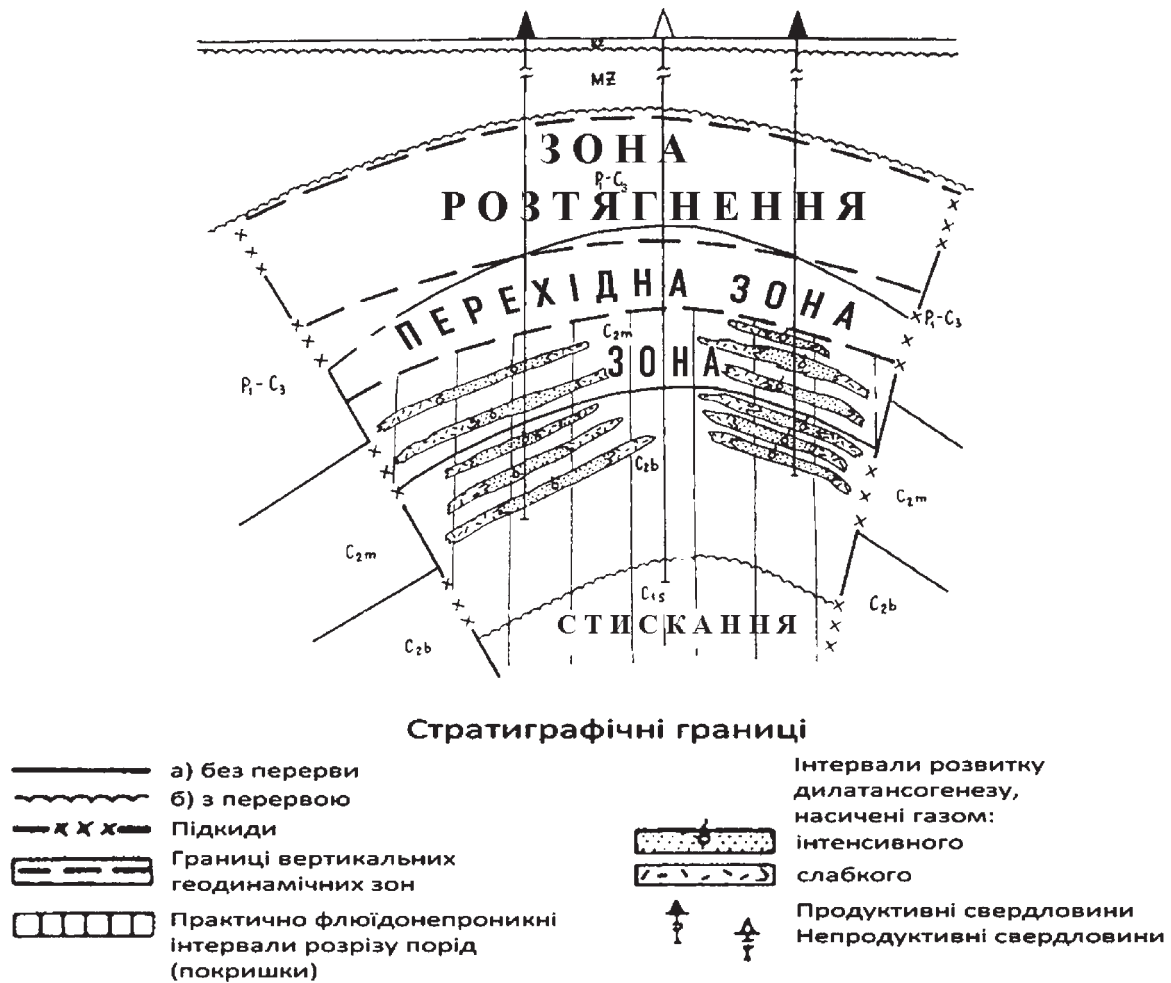 KZ
MZ
ЗОНА
P₁-C₃
РОЗТЯГНЕННЯ
ПЕРЕХІДНА ЗОНА
P₁-C₃
C₂m
ЗОНА
P₁-C₃
C₂b
C₂m
C₂m
C₁s
C₂b
СТИСКАННЯ
C₂b
Стратиграфічні границі
а) без перерви
б) з перервою
Підкиди
Границі вертикальних
геодинамічних зон
Практично флюїдонепроникні
інтервали розрізу порід
(покришки)
Інтервали розвитку
дилатансогенезу,
насичені газом:
інтенсивного
слабкого
Продуктивні свердловини
Непродуктивні свердловини